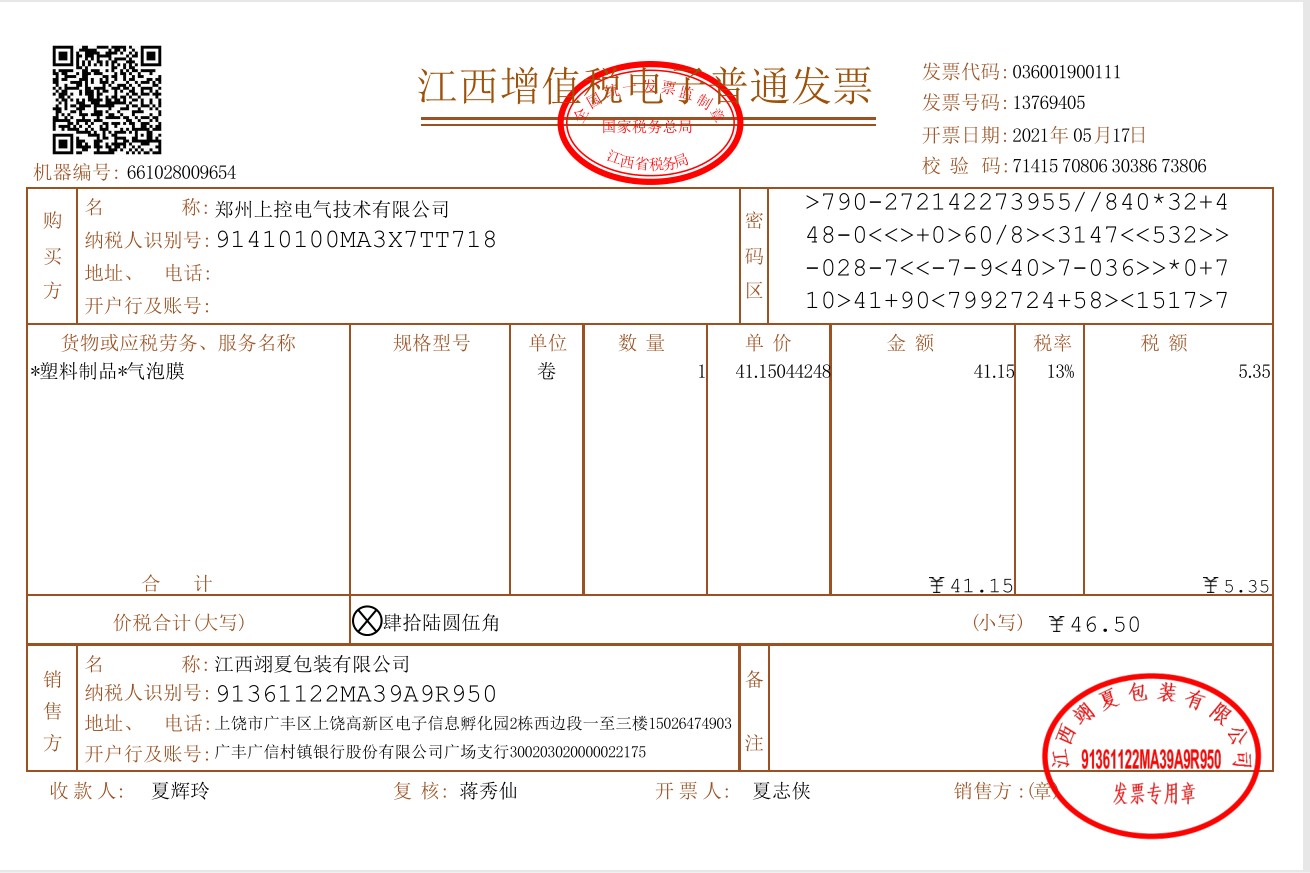 江西增值税电子普通发票
全国统一发票监制章
国家税务总局
江西省税务局
发票代码: 036001900111
发票号码: 13769405
开票日期: 2021年 05月17日
校 验 码: 71415 70806 30386 73806
机器编号: 661028009654
购买方
名 称: 郑州上控电气技术有限公司
纳税人识别号: 91410100MA3X7TT718
地址、 电话:
开户行及账号:
密码区
>790-272142273955//840*32+4
48-0<<>+0>60/8><3147<<532>>
-028-7<<-7-9<40>7-036>>*0+7
10>41+90<7992724+58><1517>7
货物或应税劳务、服务名称 规格型号 单位 数 量 单 价 金 额 税率 税 额
*塑料制品*气泡膜 卷 1 41.15044248 41.15 13% 5.35
合 计 ¥41.15 ¥5.35
价税合计(大写) ⊗肆拾陆圆伍角 (小写) ¥46.50
销售方
名 称: 江西翊夏包装有限公司
纳税人识别号: 91361122MA39A9R950
地址、 电话: 上饶市广丰区上饶高新区电子信息孵化园2栋西边段一至三楼15026474903
开户行及账号: 广丰广信村镇银行股份有限公司广场支行300203020000022175
备注
收 款 人: 夏辉玲 复 核: 蒋秀仙 开 票 人: 夏志侠 销售方 : (章)
江西翊夏包装有限公司
91361122MA39A9R950
发票专用章